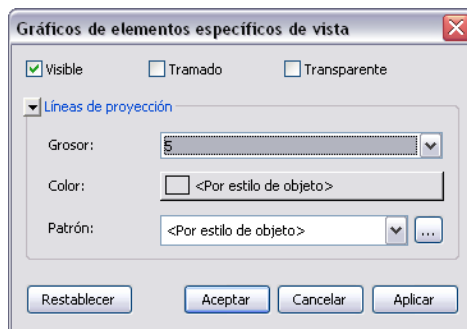 Gráficos de elementos específicos de vista
Visible Tramado Transparente
Líneas de proyección
Grosor: 5
Color: <Por estilo de objeto>
Patrón: <Por estilo de objeto> ...
Restablecer Aceptar Cancelar Aplicar